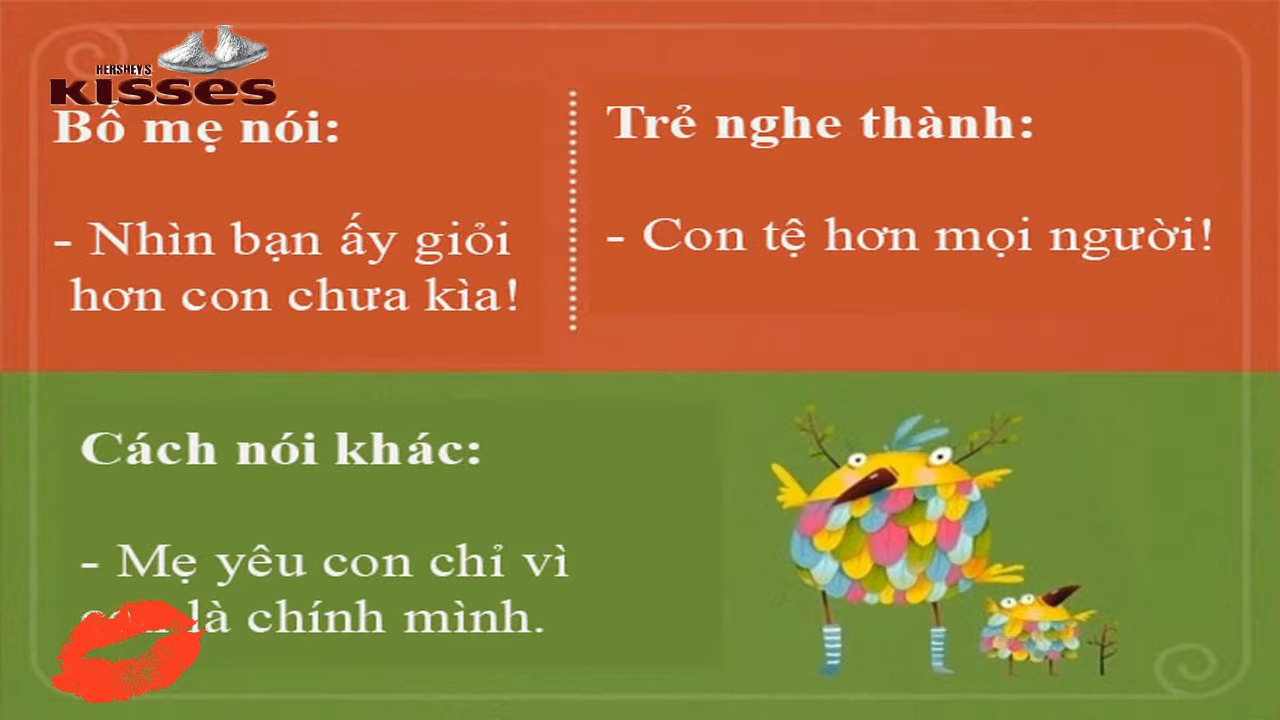 HERSHEY'S
KISSES
Bố mẹ nói:
- Nhìn bạn ấy giỏi
hơn con chưa kìa!
Trẻ nghe thành:
- Con tệ hơn mọi người!
Cách nói khác:
- Mẹ yêu con chỉ vì
con là chính mình.